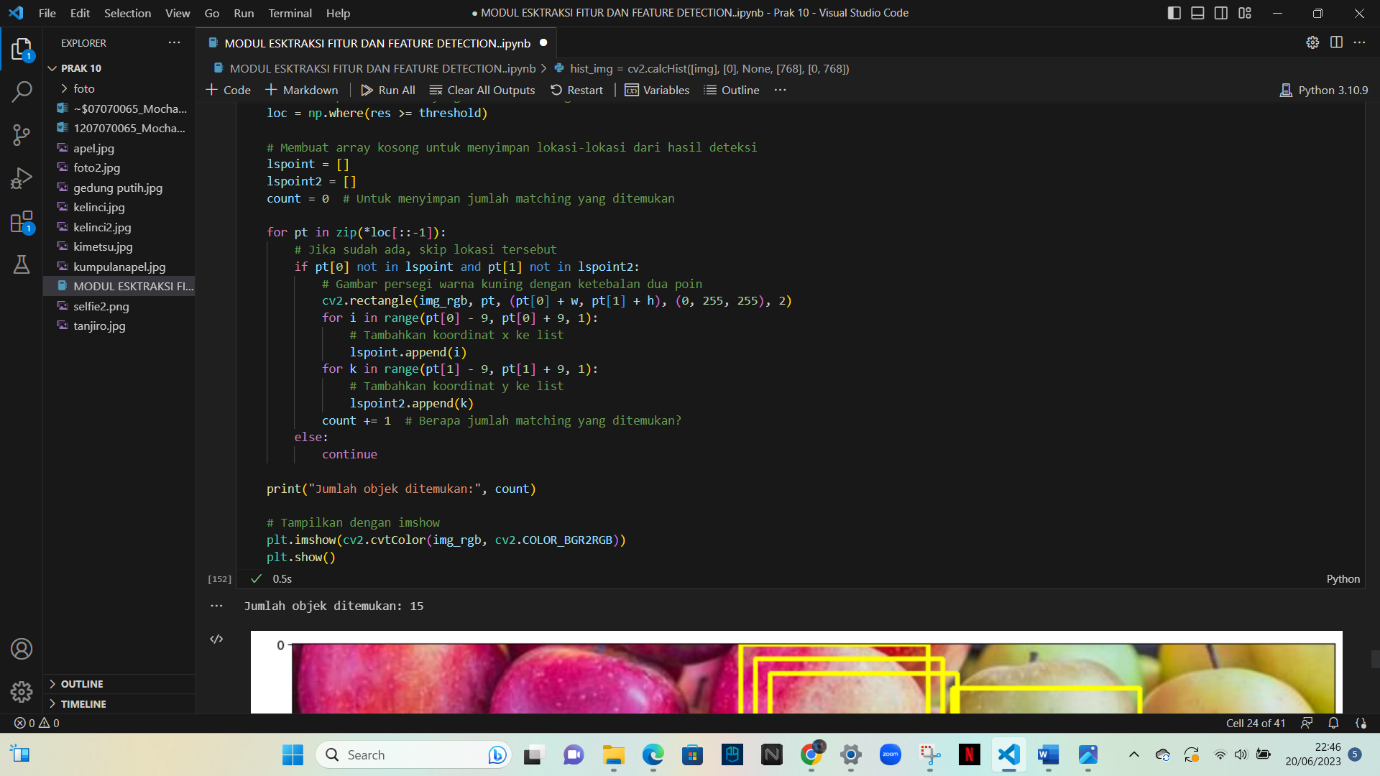 File Edit Selection View Go Run Terminal Help
● MODUL ESKTRAKSI FITUR DAN FEATURE DETECTION..ipynb - Prak 10 - Visual Studio Code
EXPLORER
MODUL ESKTRAKSI FITUR DAN FEATURE DETECTION..ipynb ●
PRAK 10
MODUL ESKTRAKSI FITUR DAN FEATURE DETECTION..ipynb > hist_img = cv2.calcHist([img], [0], None, [768], [0, 768])
+ Code + Markdown Run All Clear All Outputs Restart Variables Outline ...
Python 3.10.9
foto
~$07070065_Mocha...
1207070065_Mocha...
apel.jpg
foto2.jpg
gedung putih.jpg
kelinci.jpg
kelinci2.jpg
kimetsu.jpg
kumpulanapel.jpg
MODUL ESKTRAKSI FI...
selfie2.png
tanjiro.jpg
OUTLINE
TIMELINE
loc = np.where(res >= threshold)
# Membuat array kosong untuk menyimpan lokasi-lokasi dari hasil deteksi
lspoint = []
lspoint2 = []
count = 0  # Untuk menyimpan jumlah matching yang ditemukan
for pt in zip(*loc[::-1]):
    # Jika sudah ada, skip lokasi tersebut
    if pt[0] not in lspoint and pt[1] not in lspoint2:
        # Gambar persegi warna kuning dengan ketebalan dua poin
        cv2.rectangle(img_rgb, pt, (pt[0] + w, pt[1] + h), (0, 255, 255), 2)
        for i in range(pt[0] - 9, pt[0] + 9, 1):
            # Tambahkan koordinat x ke list
            lspoint.append(i)
        for k in range(pt[1] - 9, pt[1] + 9, 1):
            # Tambahkan koordinat y ke list
            lspoint2.append(k)
        count += 1  # Berapa jumlah matching yang ditemukan?
    else:
        continue
print("Jumlah objek ditemukan:", count)
# Tampilkan dengan imshow
plt.imshow(cv2.cvtColor(img_rgb, cv2.COLOR_BGR2RGB))
plt.show()
[152] ✓ 0.5s
Python
Jumlah objek ditemukan: 15
0
0 0
Cell 24 of 41
Search
zoom
22:46
20/06/2023
5